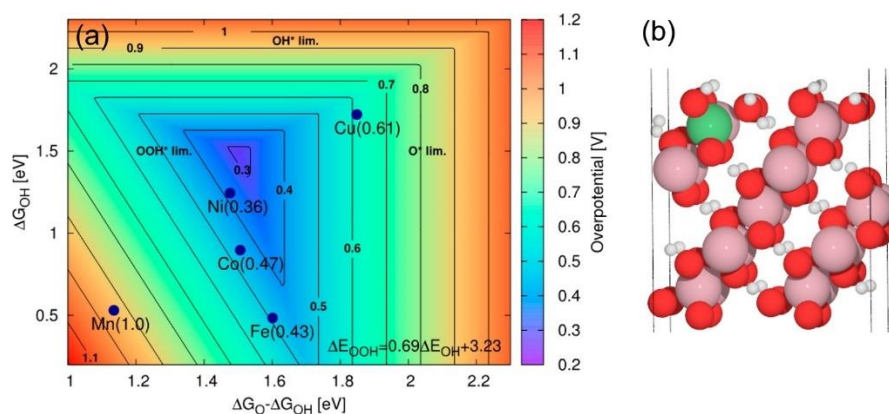 (a)
(b)
1
OH* lim.
0.9
0.7
0.8
Cu(0.61)
OOH* lim.
O* lim.
0.3
0.4
Ni(0.36)
Co(0.47)
0.6
0.5
Mn(1.0)
Fe(0.43)
ΔE_OOH=0.69ΔE_OH+3.23
1.1
2
1.5
1
0.5
ΔG_OH [eV]
1 1.2 1.4 1.6 1.8 2 2.2
ΔG_O-ΔG_OH [eV]
1.2
1.1
1
0.9
0.8
0.7
0.6
0.5
0.4
0.3
0.2
Overpotential [V]